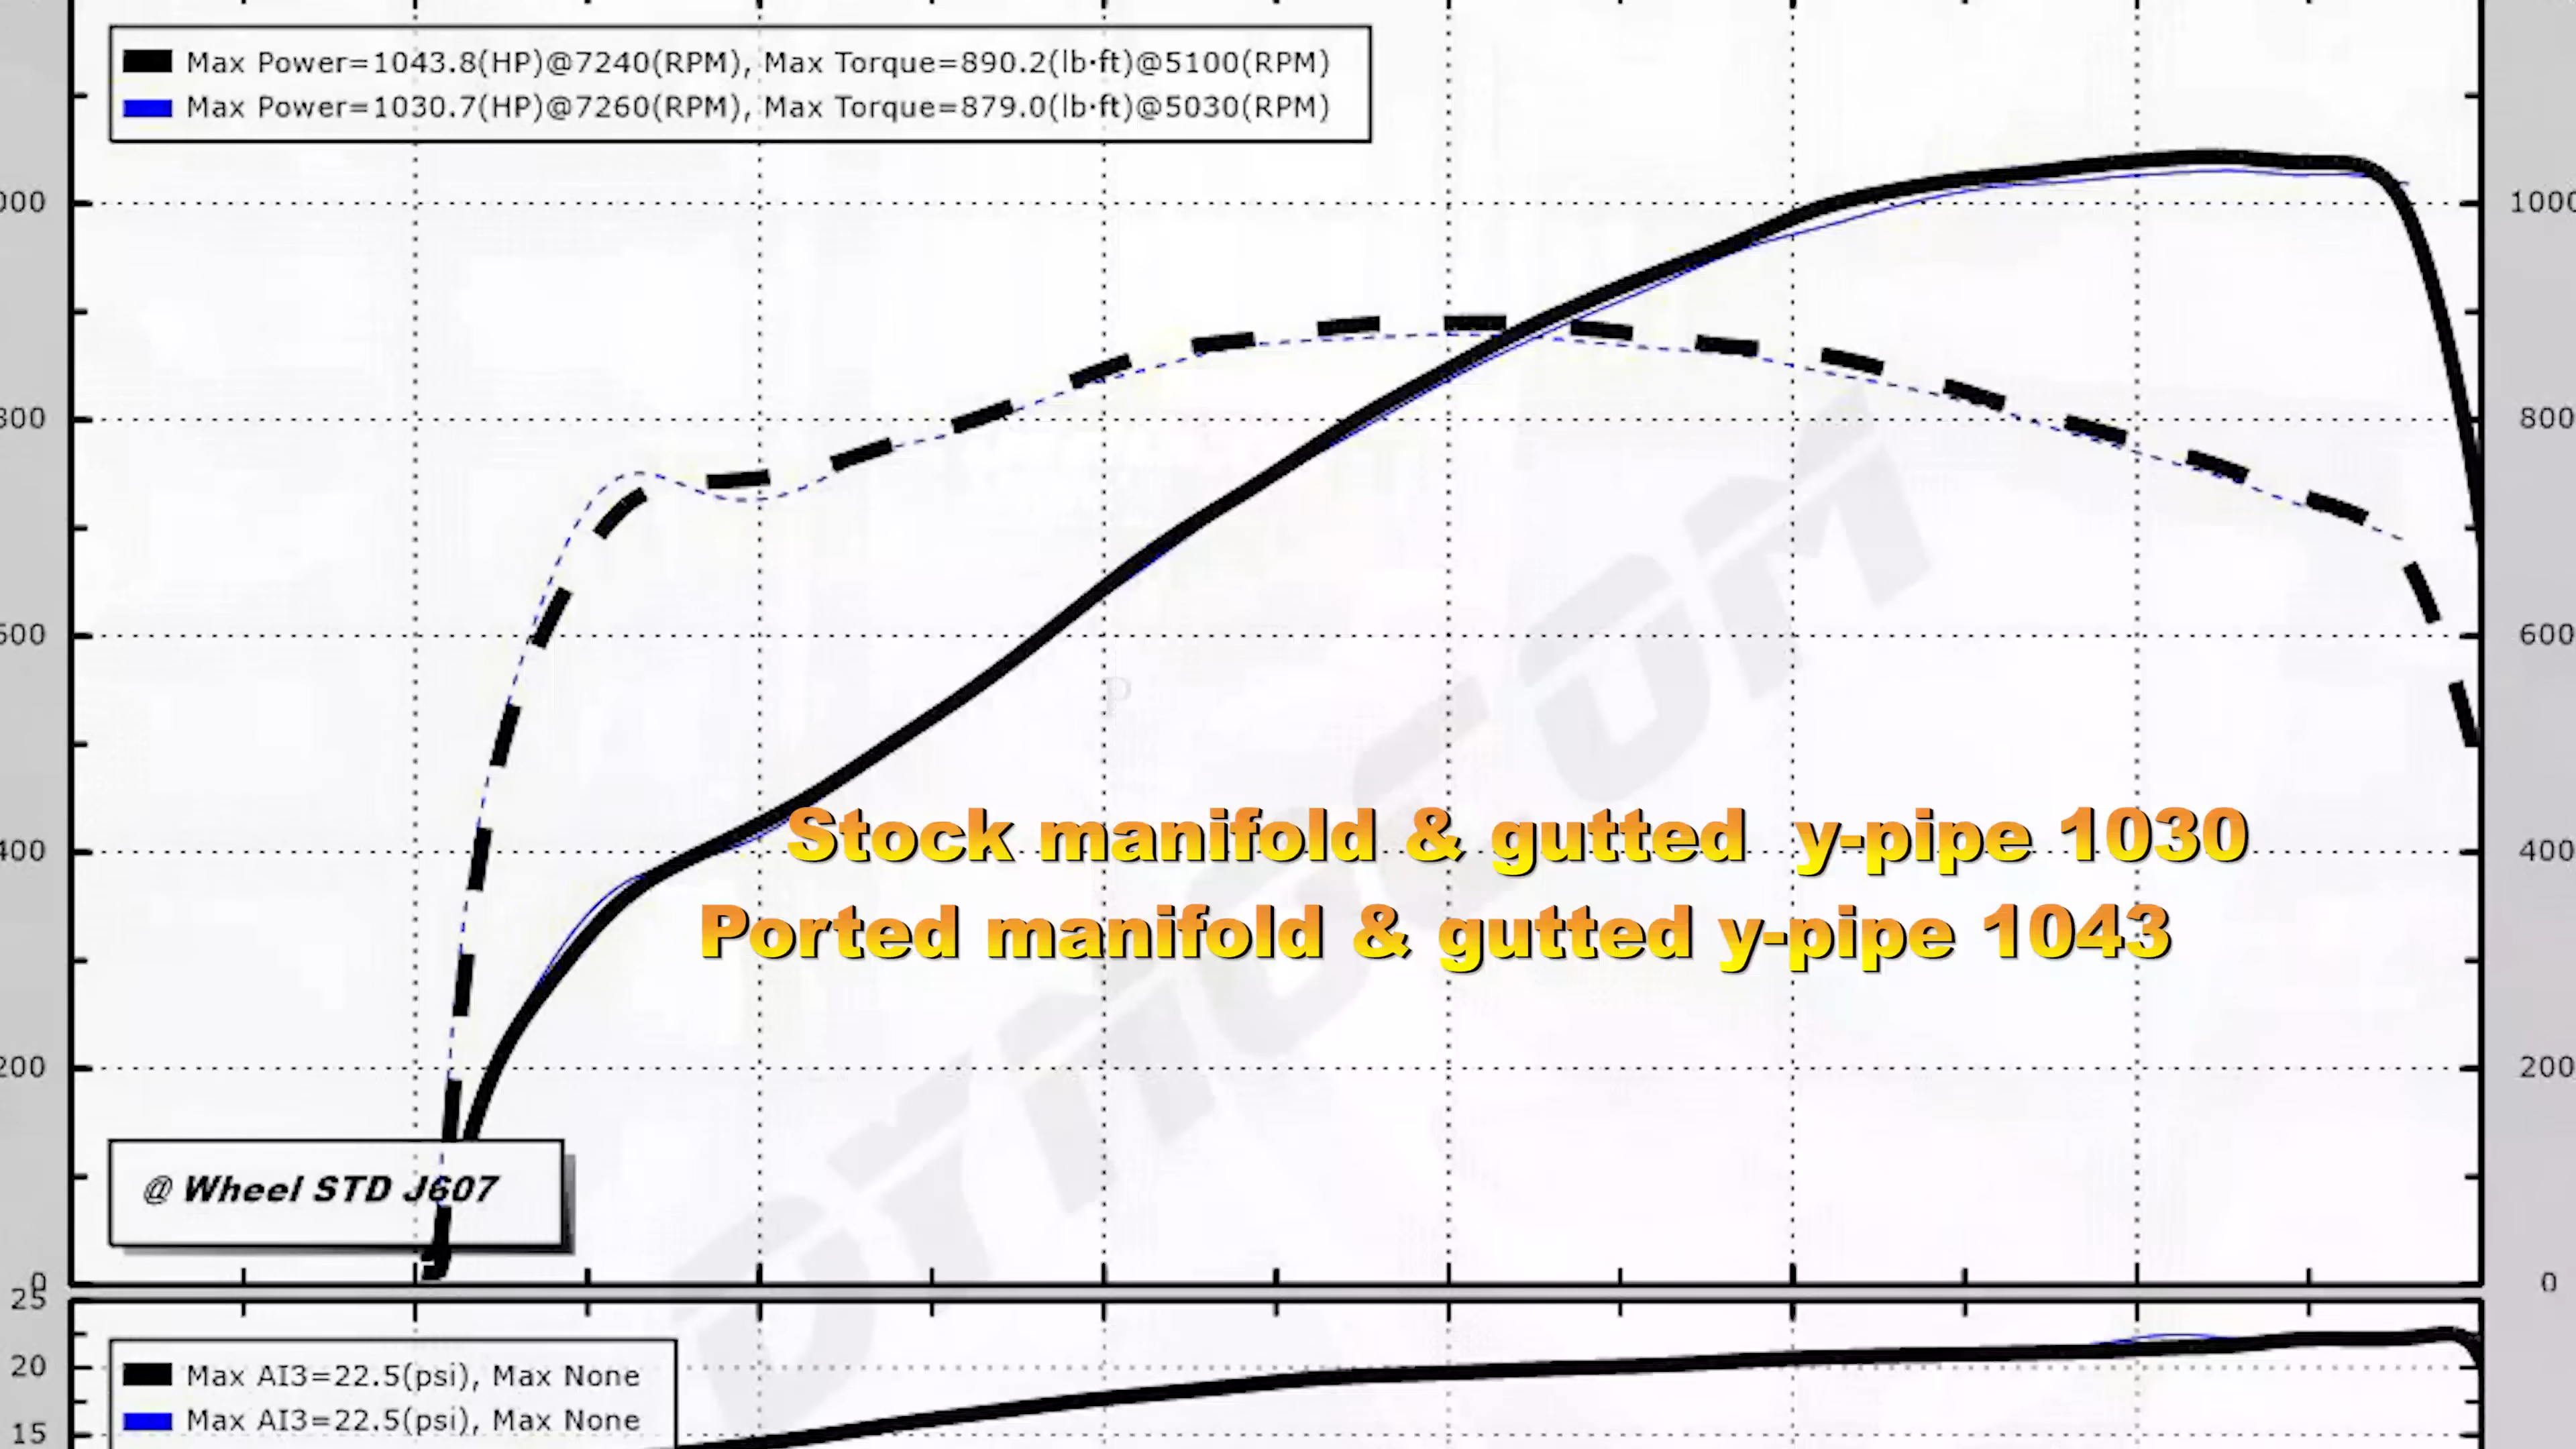 Max Power=1043.8(HP)@7240(RPM), Max Torque=890.2(lb·ft)@5100(RPM)
Max Power=1030.7(HP)@7260(RPM), Max Torque=879.0(lb·ft)@5030(RPM)
000 1000
800 800
600 600
400 400
Stock manifold & gutted y-pipe 1030
Ported manifold & gutted y-pipe 1043
200 200
@ Wheel STD J607
0 0
25
20
15
Max AI3=22.5(psi), Max None
Max AI3=22.5(psi), Max None
DYNOCOM